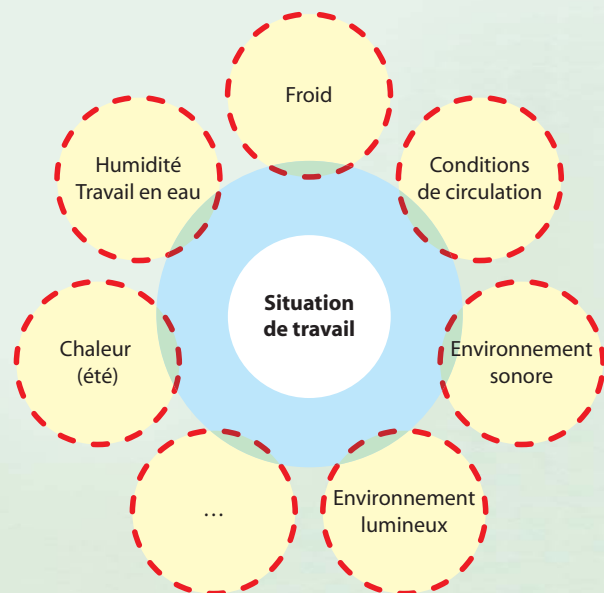 Froid
Humidité
Travail en eau
Conditions
de circulation
Situation
de travail
Chaleur
(été)
Environnement
sonore
...
Environnement
lumineux